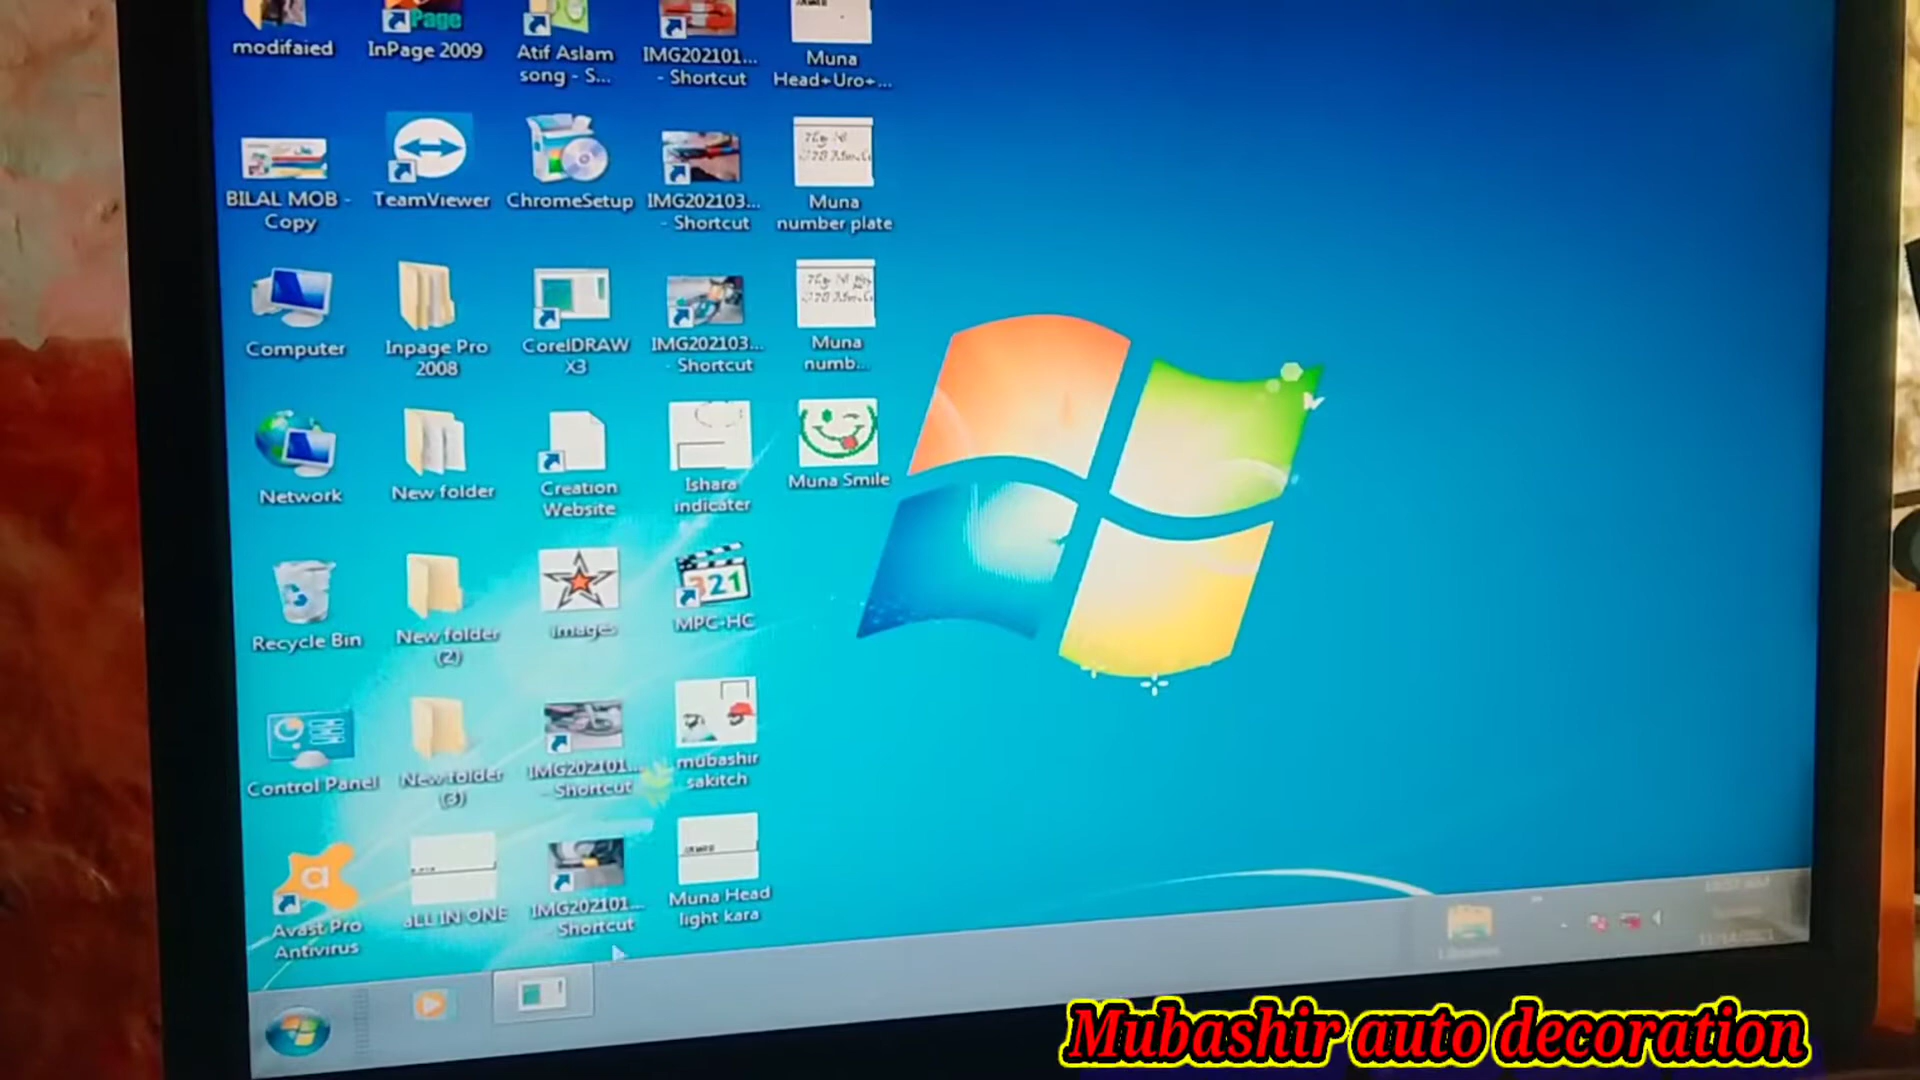 modifaied
Page
InPage 2009
Atif Aslam
song - S...
IMG202101...
- Shortcut
Muna
Head+Uro+...
BILAL MOB -
Copy
TeamViewer
ChromeSetup
IMG202103...
- Shortcut
Muna
number plate
Computer
Inpage Pro
2008
CorelDRAW
X3
IMG202103...
- Shortcut
Muna
numb...
Network
New folder
Creation
Website
Ishara
indicater
Muna Smile
Recycle Bin
New folder
(2)
images
321
MPC-HC
Control Panel
New folder
(3)
IMG202101...
- Shortcut
mubashir
sakitch
a
Avast Pro
Antivirus
aLL IN ONE
IMG202101...
- Shortcut
Muna Head
light kara
Mubashir auto decoration